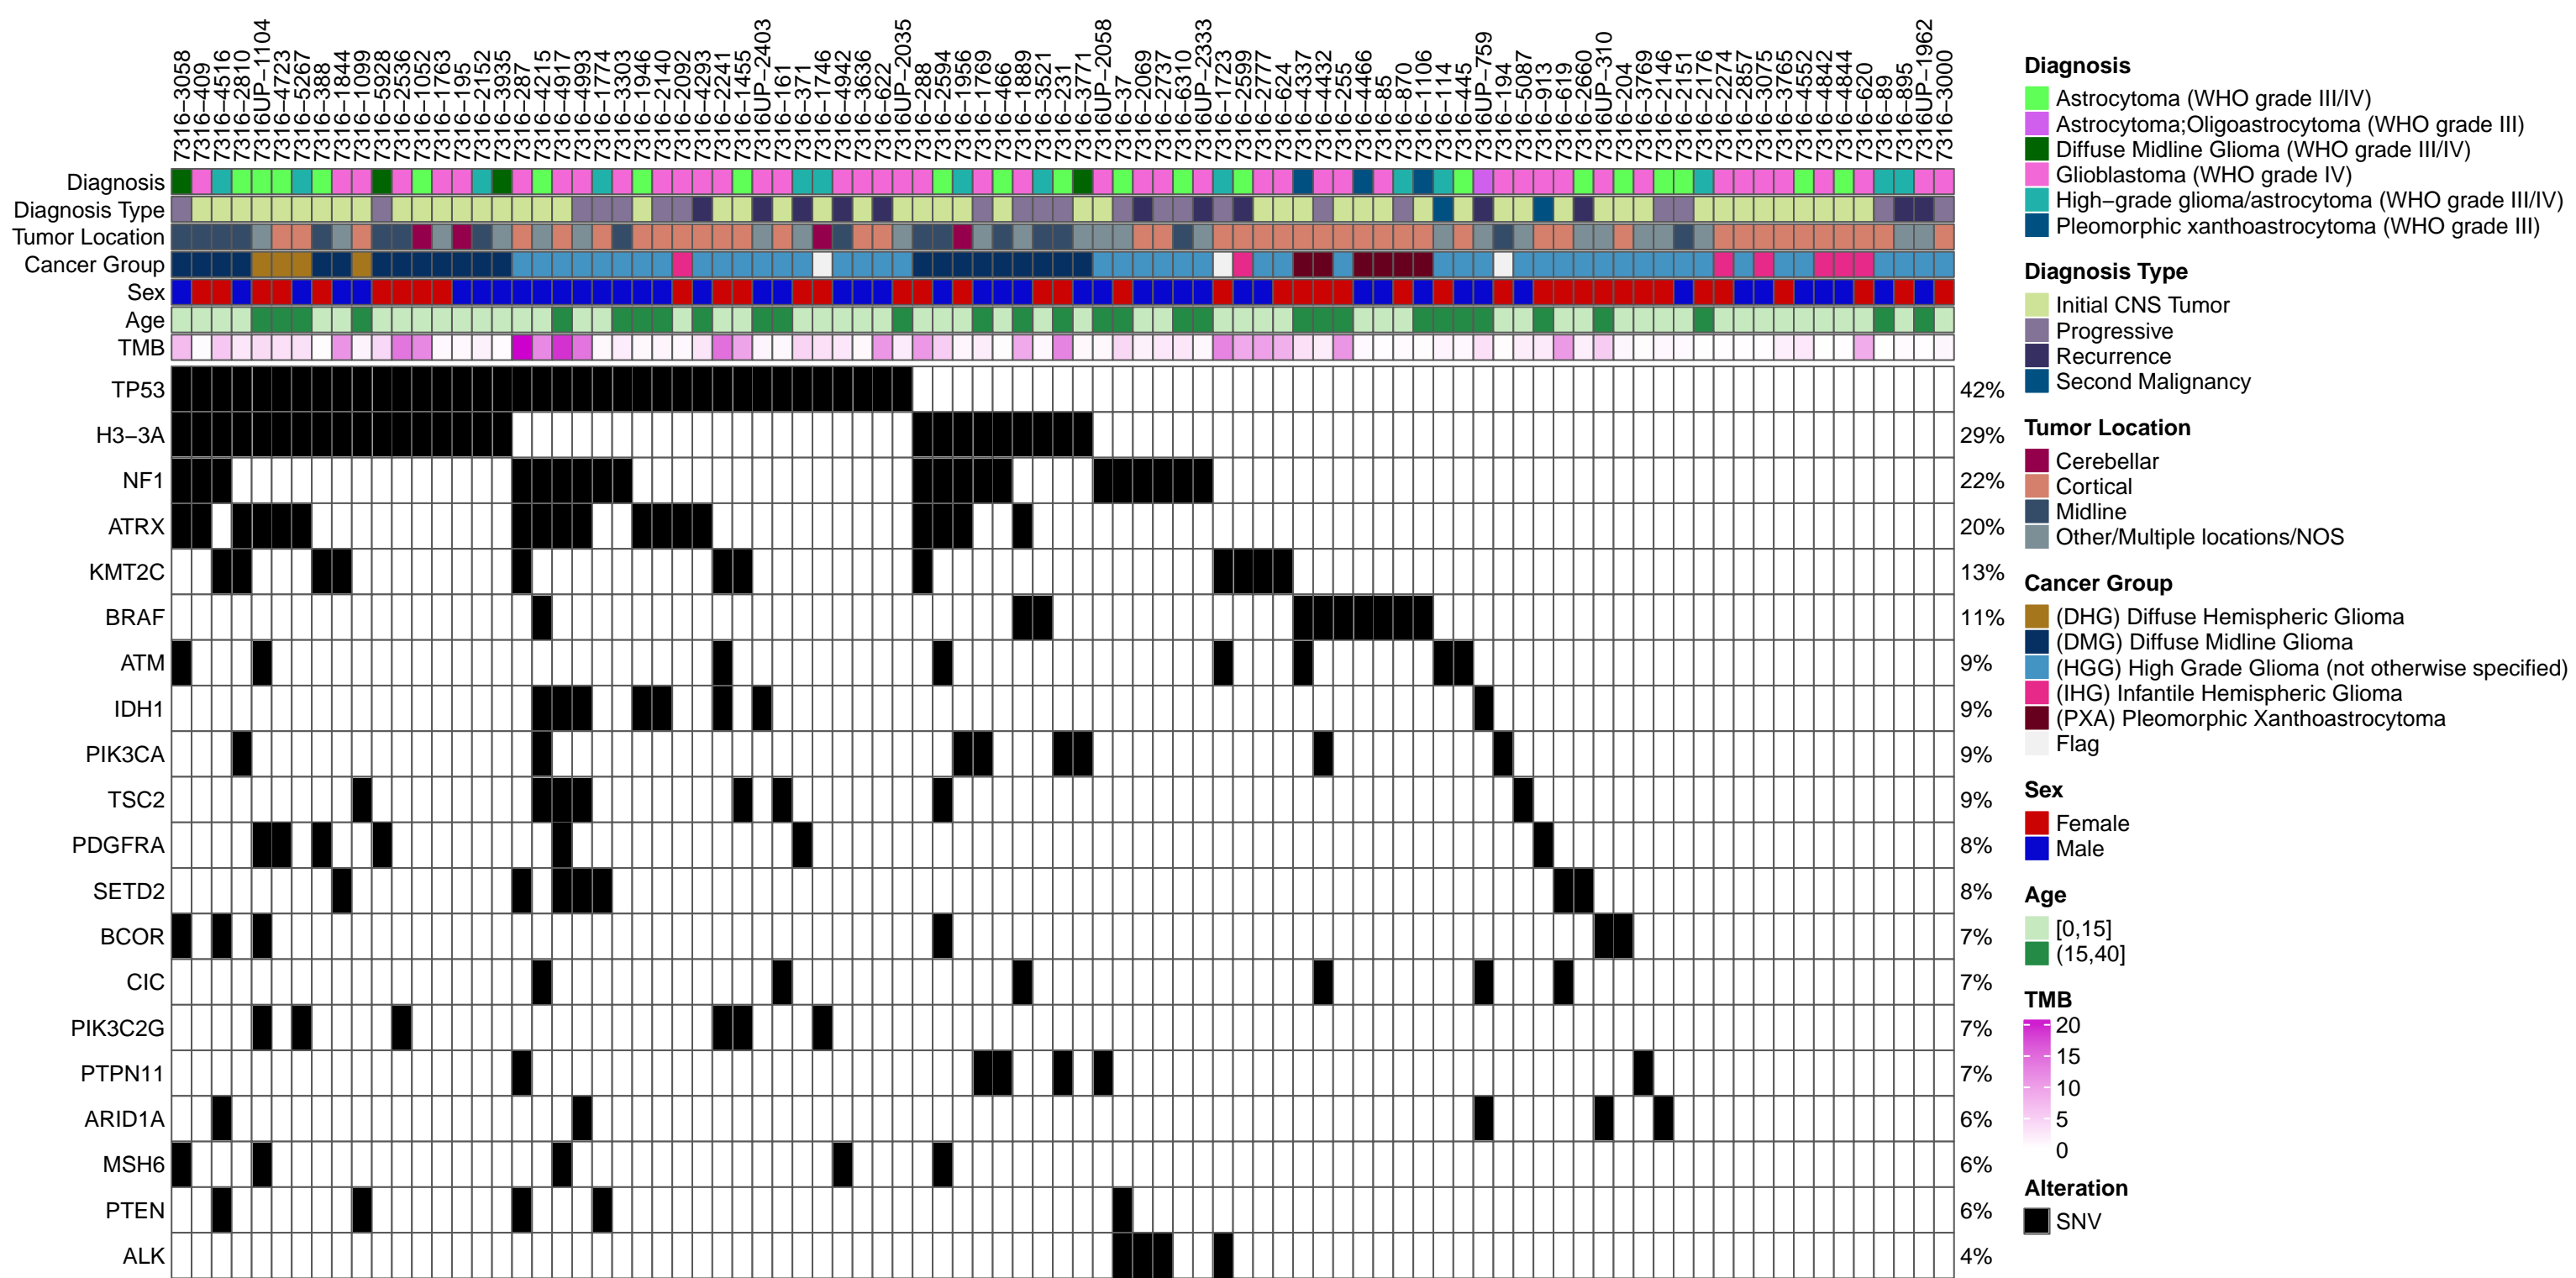 7316−3058
7316−409
7316−4516
7316−2810
7316UP−1104
7316−4723
7316−5267
7316−388
7316−1844
7316−10999
7316−5928
7316−2536
7316−1052
7316−1763
7316−195
7316−2152
7316−3935
7316−287
7316−4215
7316−4917
7316−4993
7316−1774
7316−3303
7316−1946
7316−2140
7316−2092
7316−4293
7316−2241
7316−1455
7316UP−2403
7316−161
7316−371
7316−1746
7316−4942
7316−3636
7316−622
7316UP−2035
7316−288
7316−2594
7316−1956
7316−1769
7316−466
7316−1889
7316−3521
7316−231
7316−3771
7316UP−2058
7316−37
7316−2069
7316−2737
7316−6310
7316UP−2333
7316−1723
7316−2599
7316−2777
7316−624
7316−4337
7316−4432
7316−255
7316−4466
7316−85
7316−870
7316−1106
7316−114
7316−445
7316UP−759
7316−194
7316−5087
7316−913
7316−619
7316−2660
7316UP−310
7316−204
7316−3769
7316−2146
7316−2151
7316−2176
7316−2274
7316−2857
7316−3075
7316−3765
7316−4552
7316−4842
7316−4844
7316−620
7316−89
7316−895
7316UP−1962
7316−3000
Diagnosis
Diagnosis Type
Tumor Location
Cancer Group
Sex
Age
TMB
TP53 42%
H3−3A 29%
NF1 22%
ATRX 20%
KMT2C 13%
BRAF 11%
ATM 9%
IDH1 9%
PIK3CA 9%
TSC2 9%
PDGFRA 8%
SETD2 8%
BCOR 7%
CIC 7%
PIK3C2G 7%
PTPN11 7%
ARID1A 6%
MSH6 6%
PTEN 6%
ALK 4%
Diagnosis
Astrocytoma (WHO grade III/IV)
Astrocytoma;Oligoastrocytoma (WHO grade III)
Diffuse Midline Glioma (WHO grade III/IV)
Glioblastoma (WHO grade IV)
High−grade glioma/astrocytoma (WHO grade III/IV)
Pleomorphic xanthoastrocytoma (WHO grade III)
Diagnosis Type
Initial CNS Tumor
Progressive
Recurrence
Second Malignancy
Tumor Location
Cerebellar
Cortical
Midline
Other/Multiple locations/NOS
Cancer Group
(DHG) Diffuse Hemispheric Glioma
(DMG) Diffuse Midline Glioma
(HGG) High Grade Glioma (not otherwise specified)
(IHG) Infantile Hemispheric Glioma
(PXA) Pleomorphic Xanthoastrocytoma
Flag
Sex
Female
Male
Age
[0,15]
(15,40]
TMB
20
15
10
5
0
Alteration
SNV